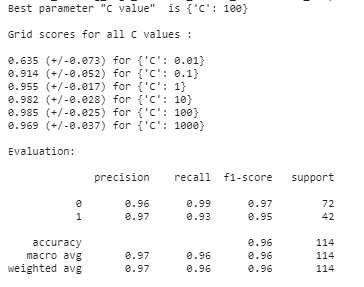 Best parameter "C value"  is {'C': 100}
Grid scores for all C values :
0.635 (+/-0.073) for {'C': 0.01}
0.914 (+/-0.052) for {'C': 0.1}
0.955 (+/-0.017) for {'C': 1}
0.982 (+/-0.028) for {'C': 10}
0.985 (+/-0.025) for {'C': 100}
0.969 (+/-0.037) for {'C': 1000}
Evaluation:
precision    recall  f1-score   support
0       0.96      0.99      0.97        72
1       0.97      0.93      0.95        42
accuracy                           0.96       114
macro avg       0.97      0.96      0.96       114
weighted avg       0.97      0.96      0.96       114